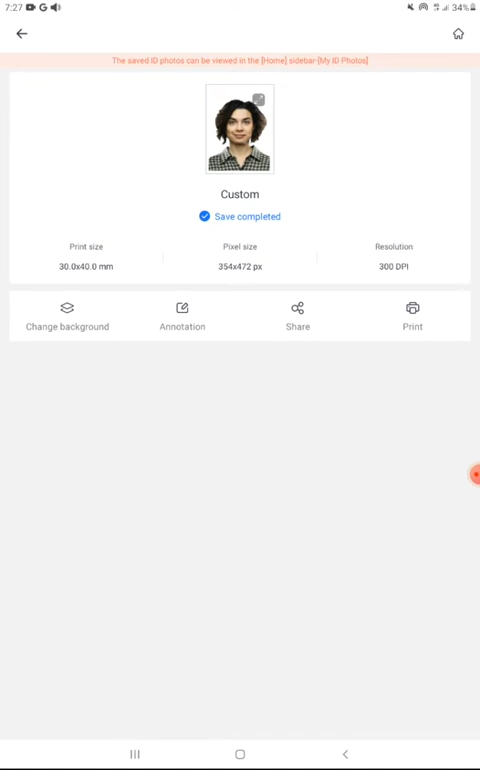 7:27 G 34%
The saved ID photos can be viewed in the [Home] sidebar-[My ID Photos]
Custom
Save completed
Print size Pixel size Resolution
30.0x40.0 mm 354x472 px 300 DPI
Change background Annotation Share Print